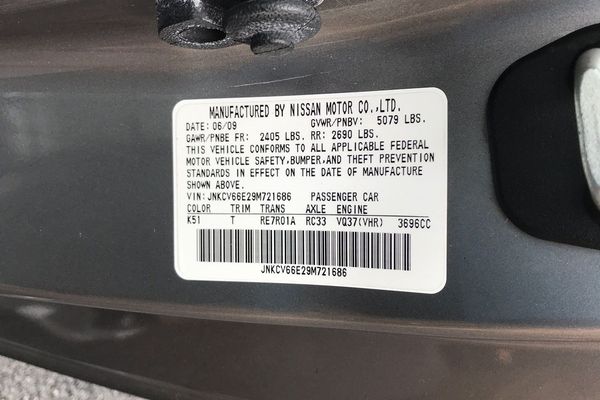 MANUFACTURED BY NISSAN MOTOR CO.,LTD.
DATE: 06/09 GVWR/PNBV: 5079 LBS.
GAWR/PNBE FR: 2405 LBS. RR: 2690 LBS.
THIS VEHICLE CONFORMS TO ALL APPLICABLE FEDERAL
MOTOR VEHICLE SAFETY,BUMPER,AND THEFT PREVENTION
STANDARDS IN EFFECT ON THE DATE OF MANUFACTURE
SHOWN ABOVE.
VIN: JNKCV66E29M721686 PASSENGER CAR
COLOR TRIM TRANS AXLE ENGINE
K51 T RE7R01A RC33 VQ37(VHR) 3696CC
JNKCV66E29M721686